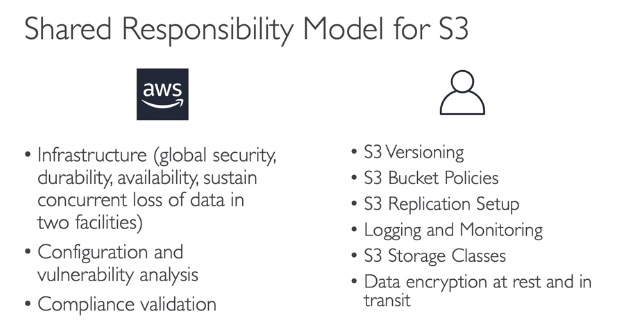 Shared Responsibility Model for S3
aws
• Infrastructure (global security,
durability, availability, sustain
concurrent loss of data in
two facilities)
• Configuration and
vulnerability analysis
• Compliance validation
• S3 Versioning
• S3 Bucket Policies
• S3 Replication Setup
• Logging and Monitoring
• S3 Storage Classes
• Data encryption at rest and in
transit